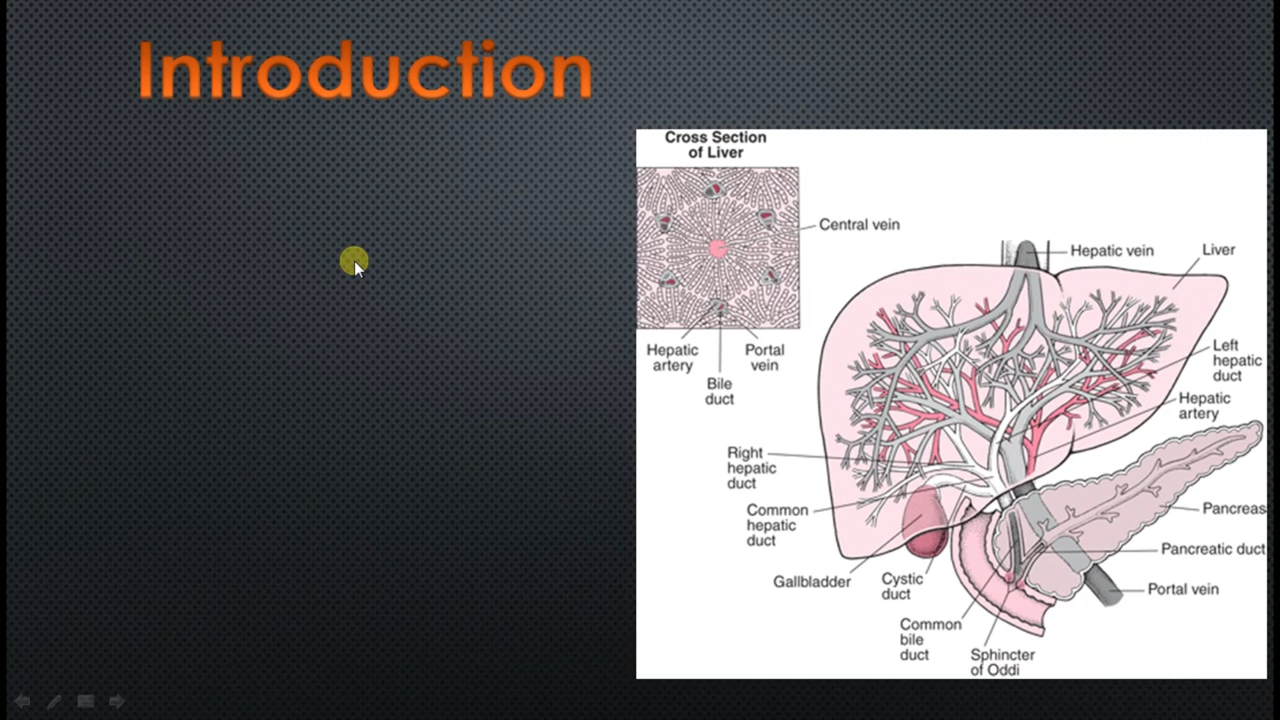 Introduction
Cross Section
of Liver
Central vein
Hepatic
artery
Bile
duct
Portal
vein
Hepatic vein
Liver
Left
hepatic
duct
Hepatic
artery
Right
hepatic
duct
Common
hepatic
duct
Pancreas
Pancreatic duct
Gallbladder
Cystic
duct
Portal vein
Common
bile
duct
Sphincter
of Oddi